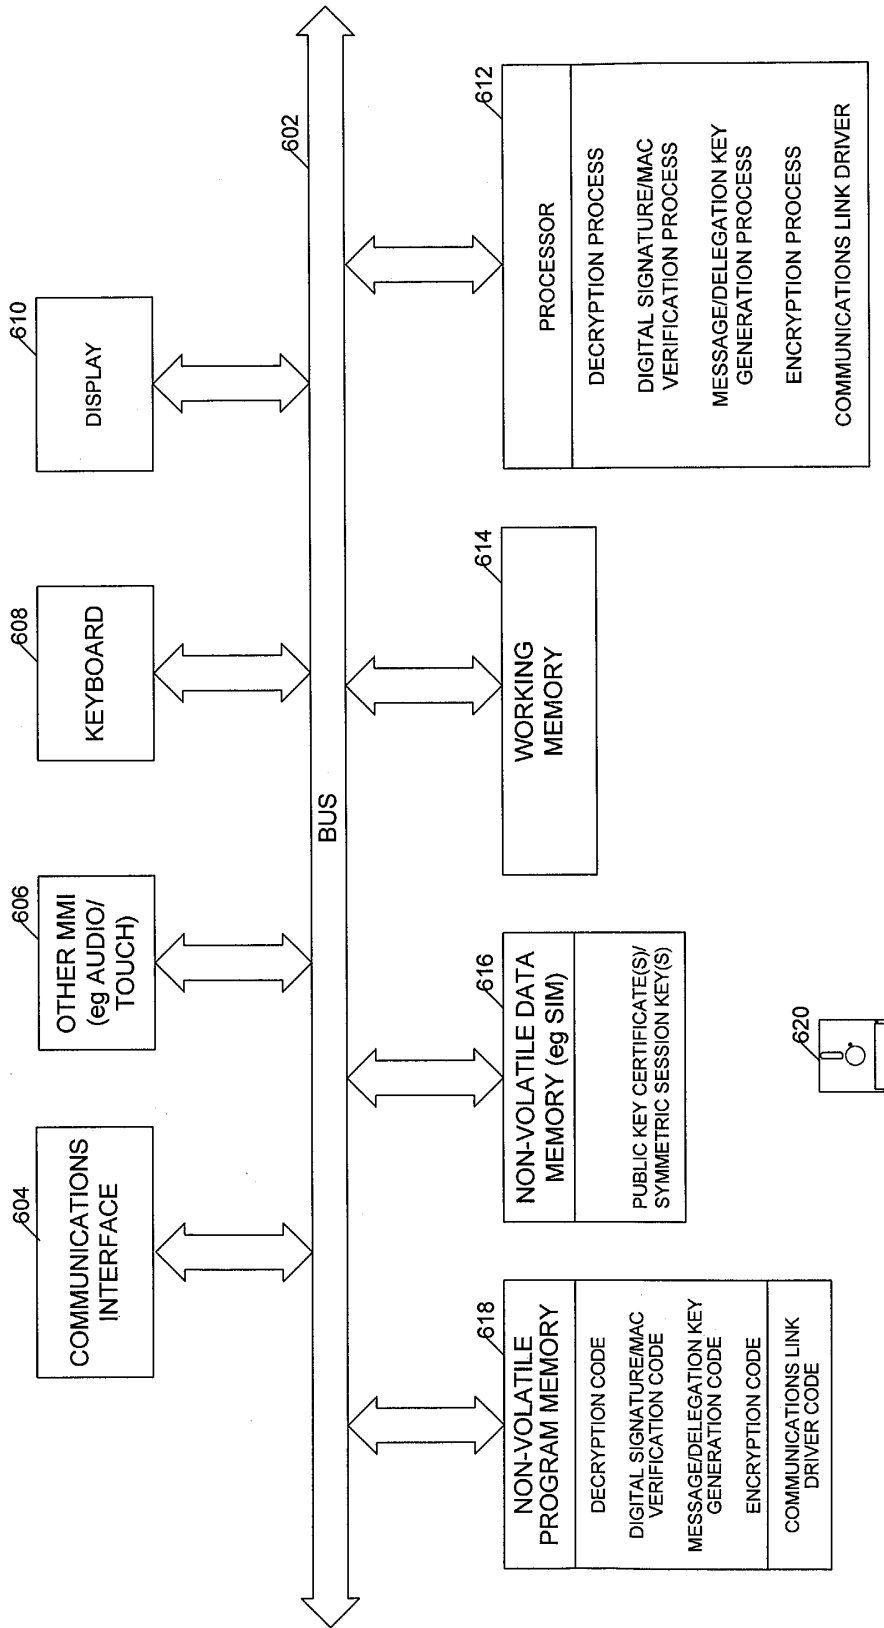 604
COMMUNICATIONS
INTERFACE
606
OTHER MMI
(eg AUDIO/
TOUCH)
608
KEYBOARD
610
DISPLAY
BUS
602
618
NON-VOLATILE
PROGRAM MEMORY
DECRYPTION CODE
DIGITAL SIGNATURE/MAC
VERIFICATION CODE
MESSAGE/DELEGATION KEY
GENERATION CODE
ENCRYPTION CODE
COMMUNICATIONS LINK
DRIVER CODE
616
NON-VOLATILE DATA
MEMORY (eg SIM)
PUBLIC KEY CERTIFICATE(S)/
SYMMETRIC SESSION KEY(S)
620
614
WORKING
MEMORY
612
PROCESSOR
DECRYPTION PROCESS
DIGITAL SIGNATURE/MAC
VERIFICATION PROCESS
MESSAGE/DELEGATION KEY
GENERATION PROCESS
ENCRYPTION PROCESS
COMMUNICATIONS LINK DRIVER